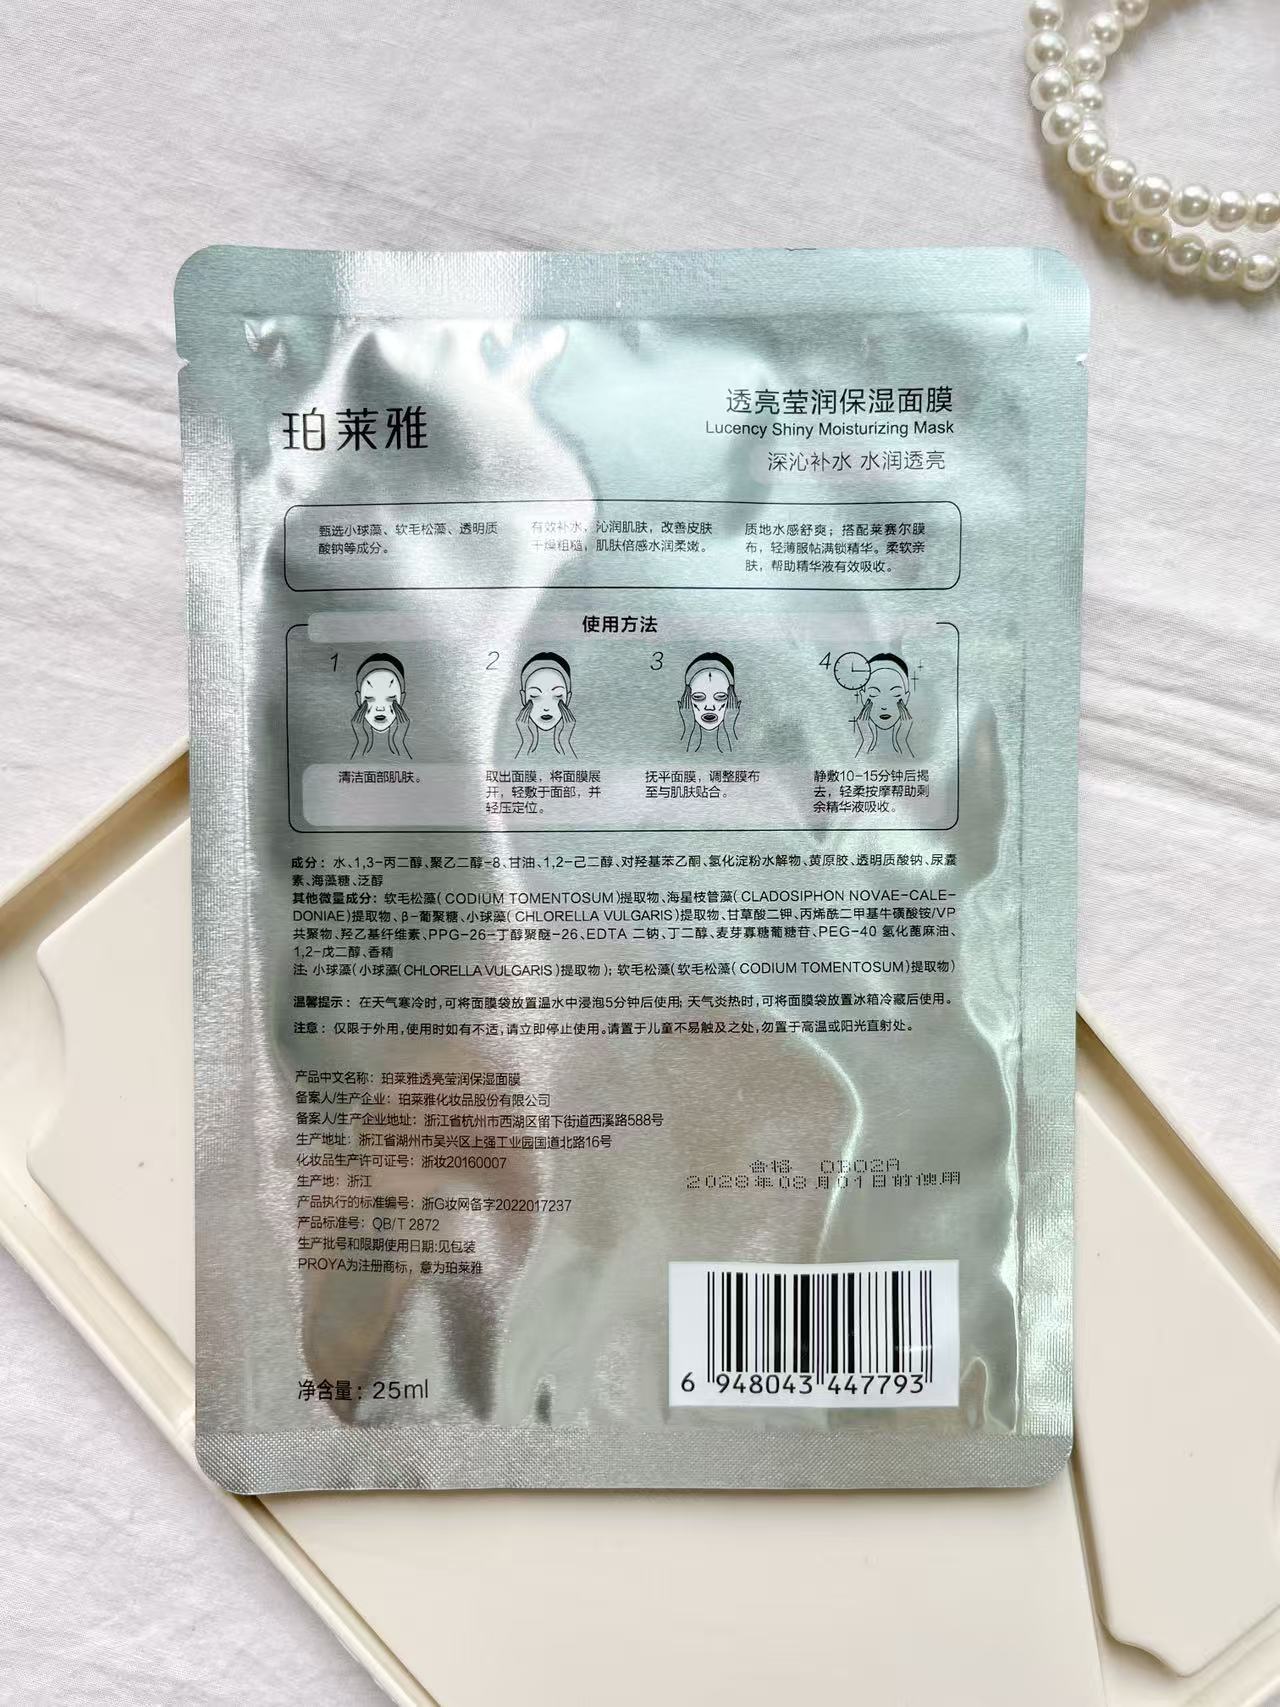 珀莱雅
透亮莹润保湿面膜
Lucency Shiny Moisturizing Mask
深沁补水 水润透亮
甄选小球藻、软毛松藻、透明质
酸钠等成分。
有效补水，沁润肌肤，改善皮肤
干燥粗糙，肌肤倍感水润柔嫩。
质地水感舒爽；搭配莱赛尔膜
布，轻薄服帖满锁精华。柔软亲
肤，帮助精华液有效吸收。
使用方法
1
清洁面部肌肤。
2
取出面膜，将面膜展
开，轻敷于面部，并
轻压定位。
3
抚平面膜，调整膜布
至与肌肤贴合。
4
静敷10-15分钟后揭
去，轻柔按摩帮助剩
余精华液吸收。
成分：水、1,3-丙二醇、聚乙二醇-8、甘油、1,2-己二醇、对羟基苯乙酮、氢化淀粉水解物、黄原胶、透明质酸钠、尿囊
素、海藻糖、泛醇
其他微量成分：软毛松藻（CODIUM TOMENTOSUM）提取物、海星枝管藻（CLADOSIPHON NOVAE-CALE-
DONIAE）提取物、β-葡聚糖、小球藻（CHLORELLA VULGARIS）提取物、甘草酸二钾、丙烯酰二甲基牛磺酸铵/VP
共聚物、羟乙基纤维素、PPG-26-丁醇聚醚-26、EDTA 二钠、丁二醇、麦芽寡糖葡糖苷、PEG-40 氢化蓖麻油、
1,2-戊二醇、香精
注：小球藻（小球藻（CHLORELLA VULGARIS）提取物）；软毛松藻（软毛松藻（CODIUM TOMENTOSUM）提取物）
温馨提示：在天气寒冷时，可将面膜袋放置温水中浸泡5分钟后使用；天气炎热时，可将面膜袋放置冰箱冷藏后使用。
注意：仅限于外用，使用时如有不适，请立即停止使用。请置于儿童不易触及之处，勿置于高温或阳光直射处。
产品中文名称：珀莱雅透亮莹润保湿面膜
备案人/生产企业：珀莱雅化妆品股份有限公司
备案人/生产企业地址：浙江省杭州市西湖区留下街道西溪路588号
生产地址：浙江省湖州市吴兴区上强工业园国道北路16号
化妆品生产许可证号：浙妆20160007
生产地：浙江
产品执行的标准编号：浙G妆网备字2022017237
产品标准号：QB/T 2872
生产批号和限期使用日期:见包装
PROYA为注册商标，意为珀莱雅
合格 CB02A
2028年08月01日前使用
净含量：25ml
6 948043 447793